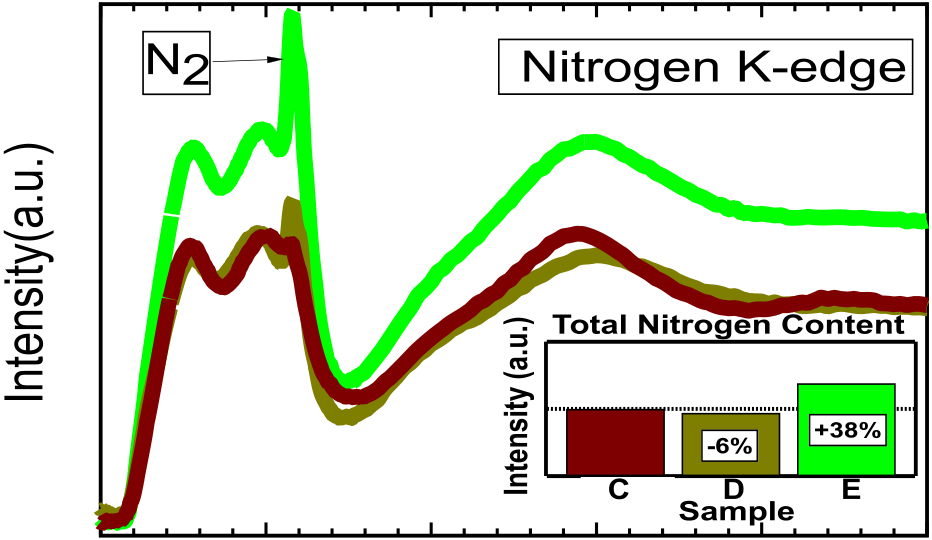 N2
Nitrogen K-edge
Intensity(a.u.)
Total Nitrogen Content
Intensity (a.u.)
-6%
+38%
C D E
Sample